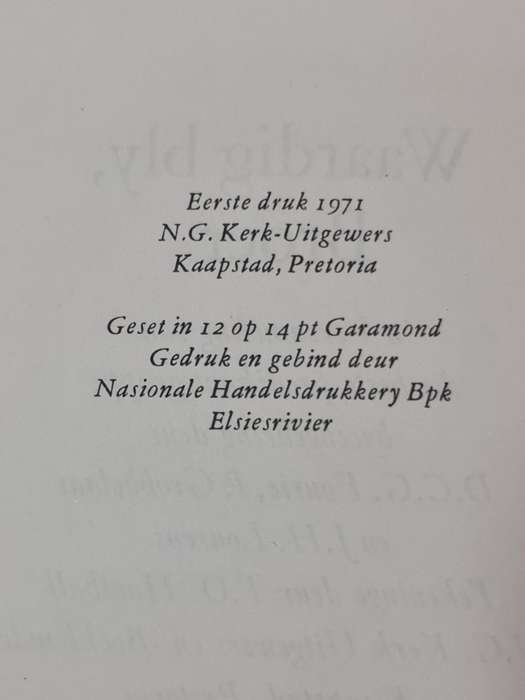 Eerste druk 1971
N.G. Kerk-Uitgewers
Kaapstad, Pretoria
Geset in 12 op 14 pt Garamond
Gedruk en gebind deur
Nasionale Handelsdrukkery Bpk
Elsiesrivier